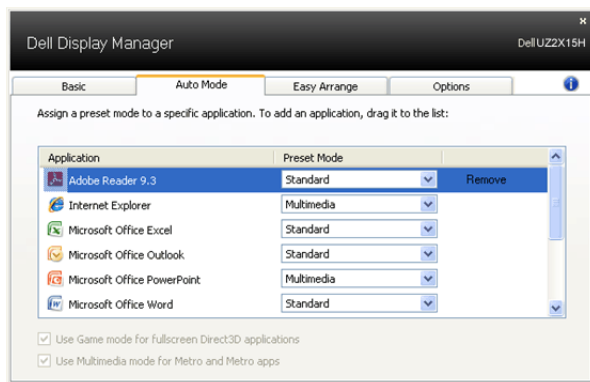 Dell Display Manager
Dell UZ2X15H
Basic
Auto Mode
Easy Arrange
Options
Assign a preset mode to a specific application. To add an application, drag it to the list:
Application Preset Mode
Adobe Reader 9.3 Standard Remove
Internet Explorer Multimedia
Microsoft Office Excel Standard
Microsoft Office Outlook Standard
Microsoft Office PowerPoint Multimedia
Microsoft Office Word Standard
Use Game mode for fullscreen Direct3D applications
Use Multimedia mode for Metro and Metro apps